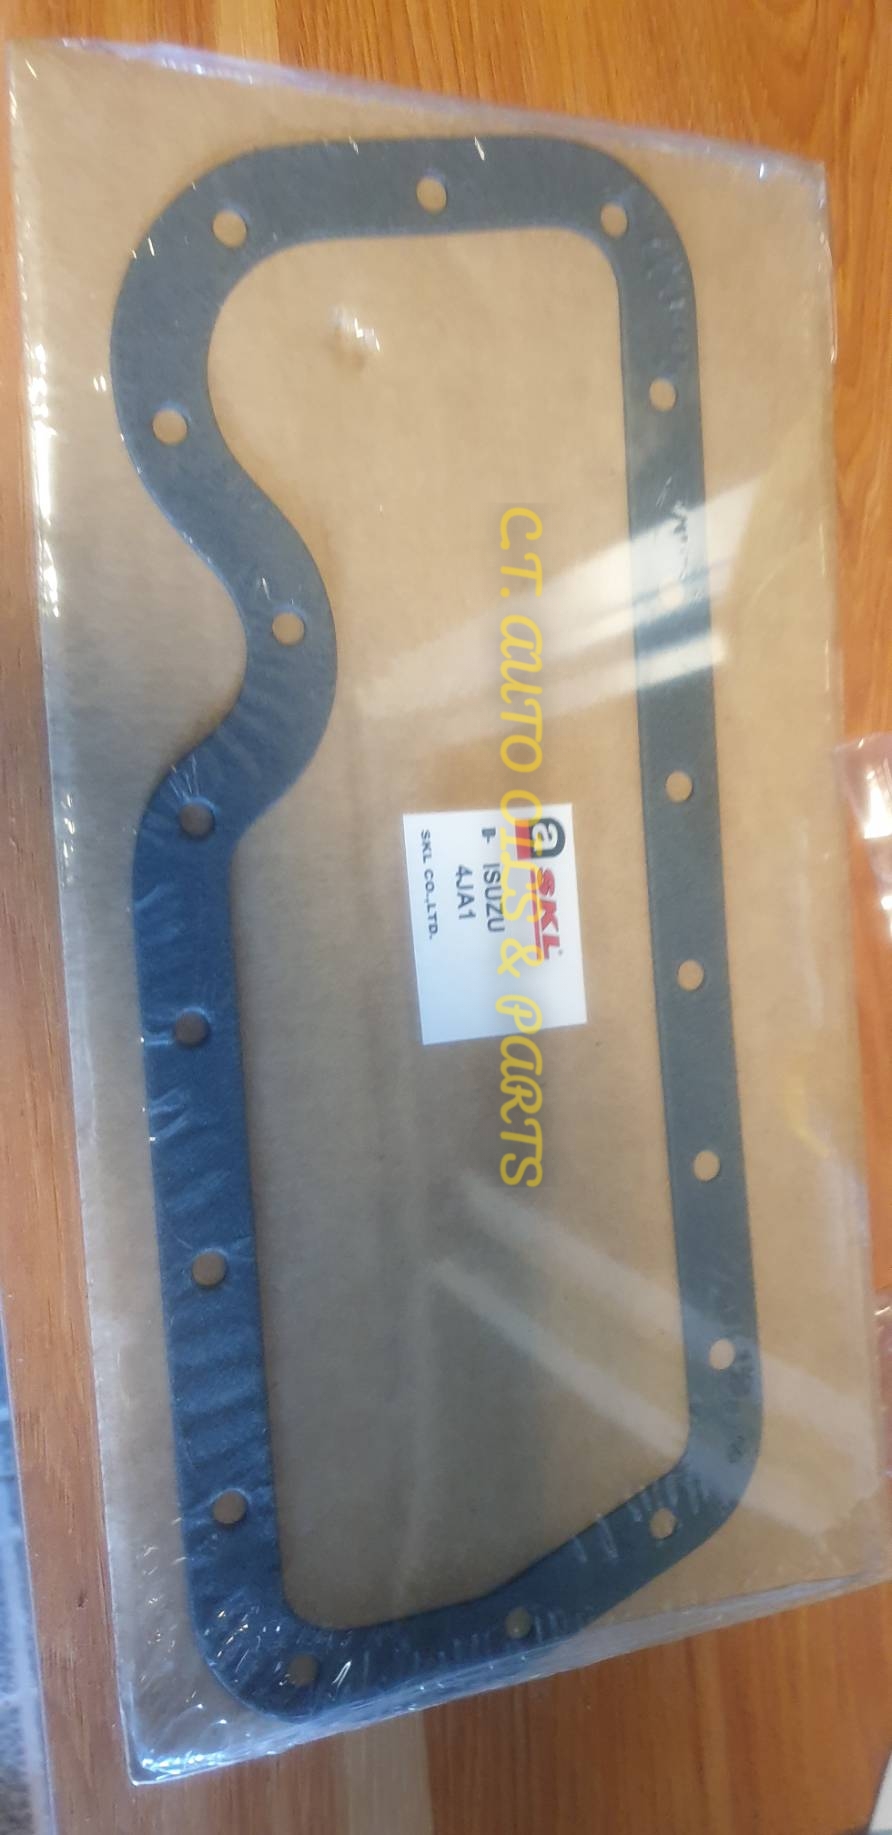 C.T. AUTO OILS & PARTS
a SKL®
ISUZU
4JA1
SKL CO.,LTD.